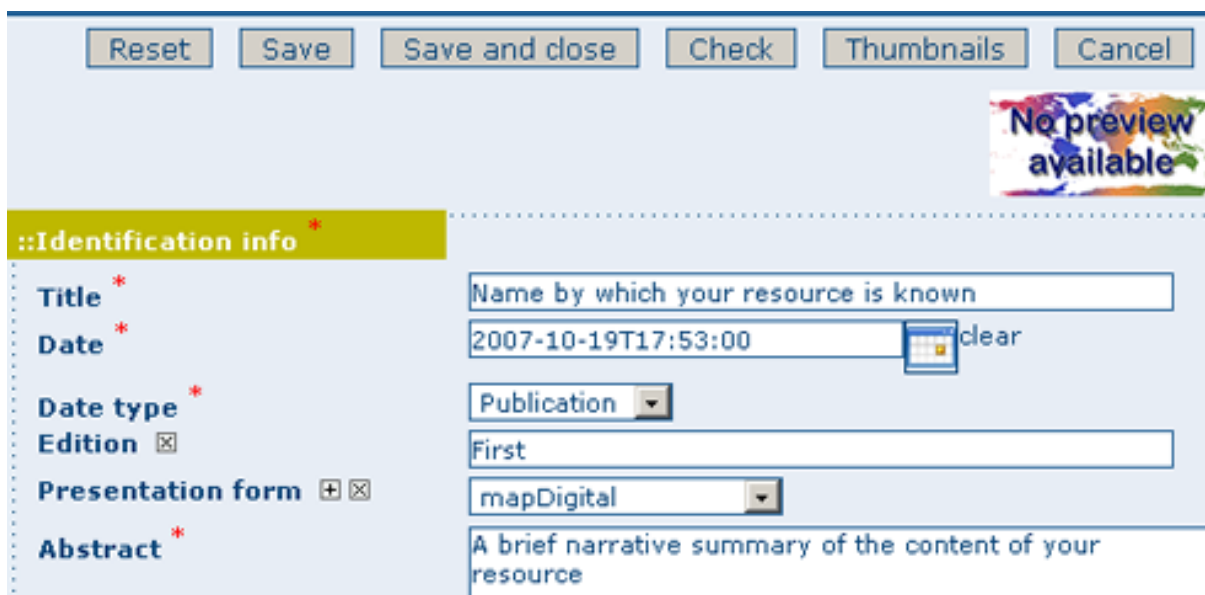 Reset Save Save and close Check Thumbnails Cancel
No preview
available
::Identification info *
Title * Name by which your resource is known
Date * 2007-10-19T17:53:00 clear
Date type * Publication
Edition First
Presentation form mapDigital
Abstract * A brief narrative summary of the content of your
resource